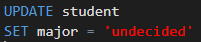 UPDATE student
SET major = 'undecided'